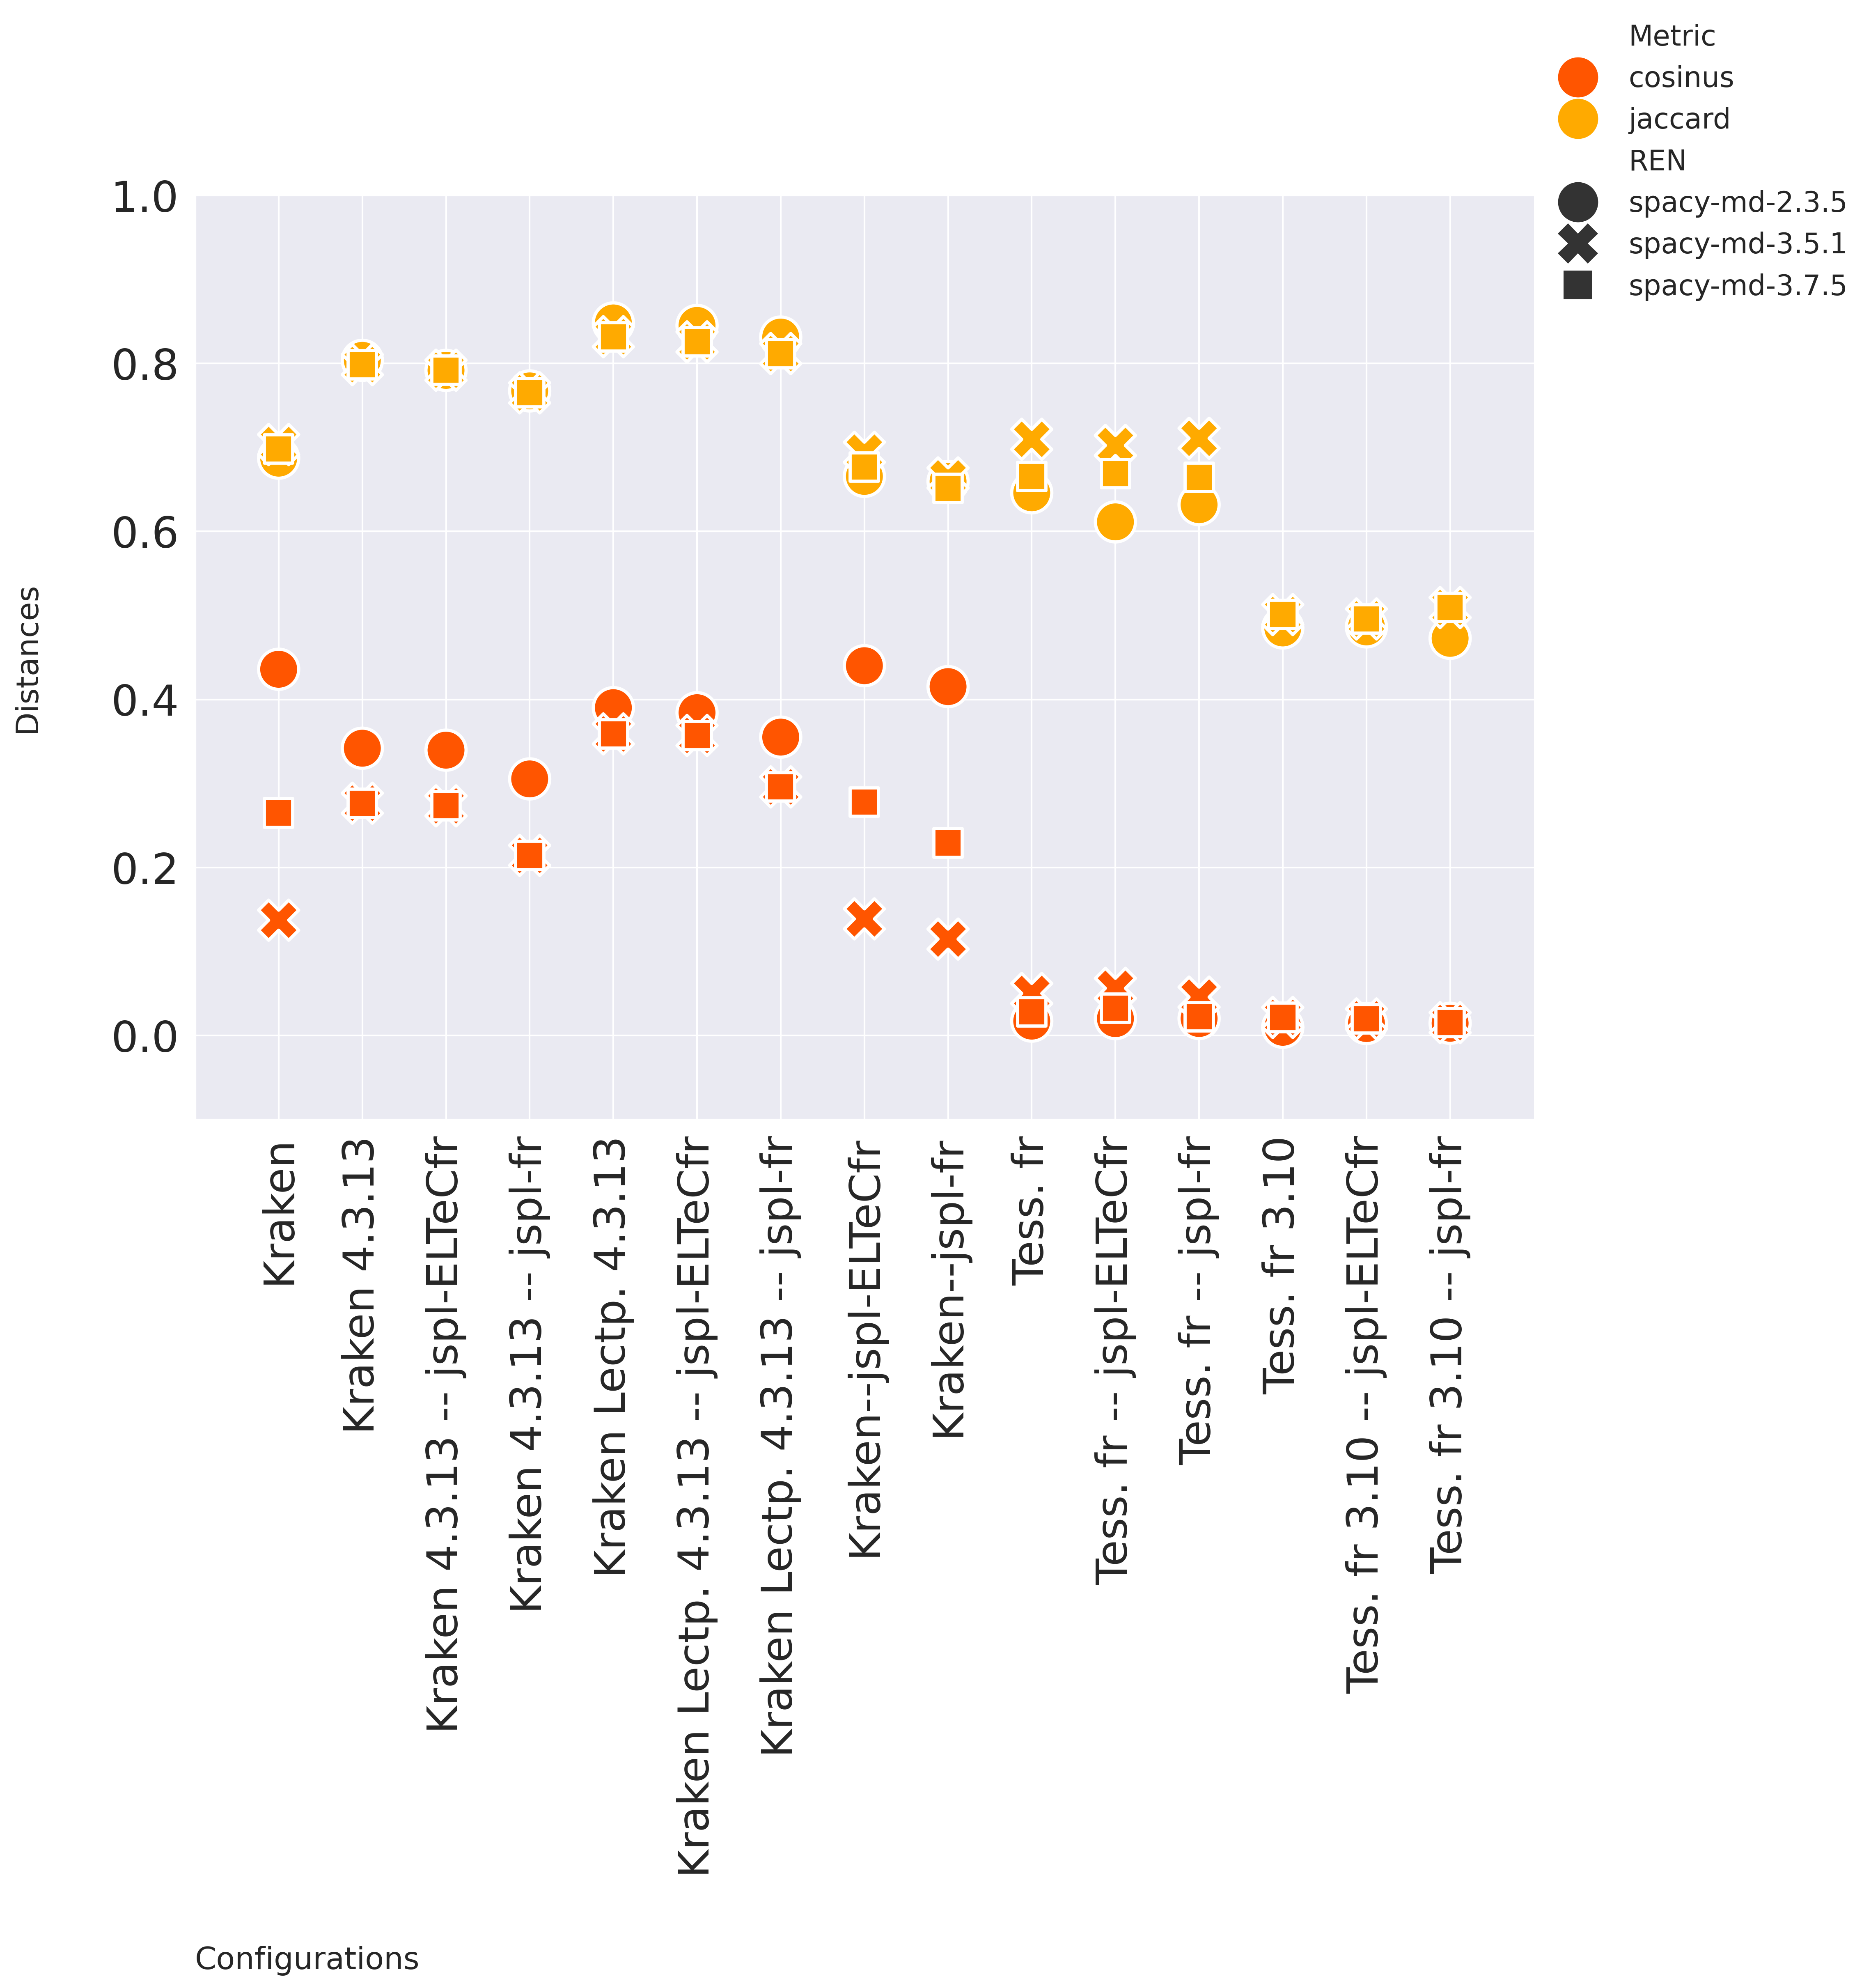 Metric
cosinus
jaccard
REN
spacy-md-2.3.5
spacy-md-3.5.1
spacy-md-3.7.5
1.0
0.8
0.6
0.4
0.2
0.0
Distances
Kraken
Kraken 4.3.13
Kraken 4.3.13 -- jspl-ELTeCfr
Kraken 4.3.13 -- jspl-fr
Kraken Lectp. 4.3.13
Kraken Lectp. 4.3.13 -- jspl-ELTeCfr
Kraken Lectp. 4.3.13 -- jspl-fr
Kraken--jspl-ELTeCfr
Kraken--jspl-fr
Tess. fr
Tess. fr -- jspl-ELTeCfr
Tess. fr -- jspl-fr
Tess. fr 3.10
Tess. fr 3.10 -- jspl-ELTeCfr
Tess. fr 3.10 -- jspl-fr
Configurations